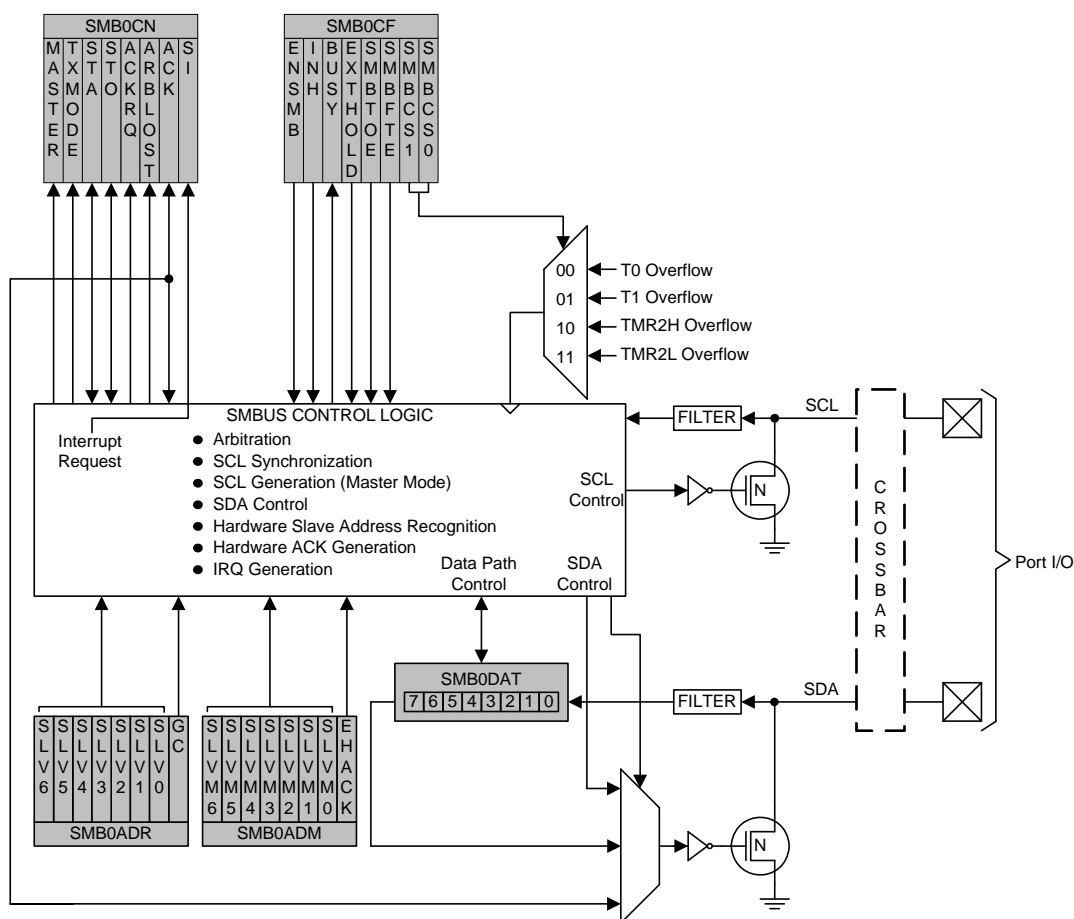 SMB0CN
MASTER
TXMODE
STA
STO
ACKRQ
ARBLOST
ACK
SI
SMB0CF
ENSMB
INH
BUSY
EXTHOLD
SMBTOE
SMBFTE
SMBCS1
SMBCS0
00
T0 Overflow
01
T1 Overflow
10
TMR2H Overflow
11
TMR2L Overflow
SMBUS CONTROL LOGIC
Interrupt
Request
● Arbitration
● SCL Synchronization
● SCL Generation (Master Mode)
● SDA Control
● Hardware Slave Address Recognition
● Hardware ACK Generation
● IRQ Generation
Data Path
Control
SCL
Control
SDA
Control
FILTER
SCL
N
CROSSBAR
Port I/O
SMB0DAT
7 6 5 4 3 2 1 0
FILTER
SDA
N
SLV6
SLV5
SLV4
SLV3
SLV2
SLV1
SLV0
GC
SMB0ADR
SLVM6
SLVM5
SLVM4
SLVM3
SLVM2
SLVM1
SLVM0
EHACK
SMB0ADM